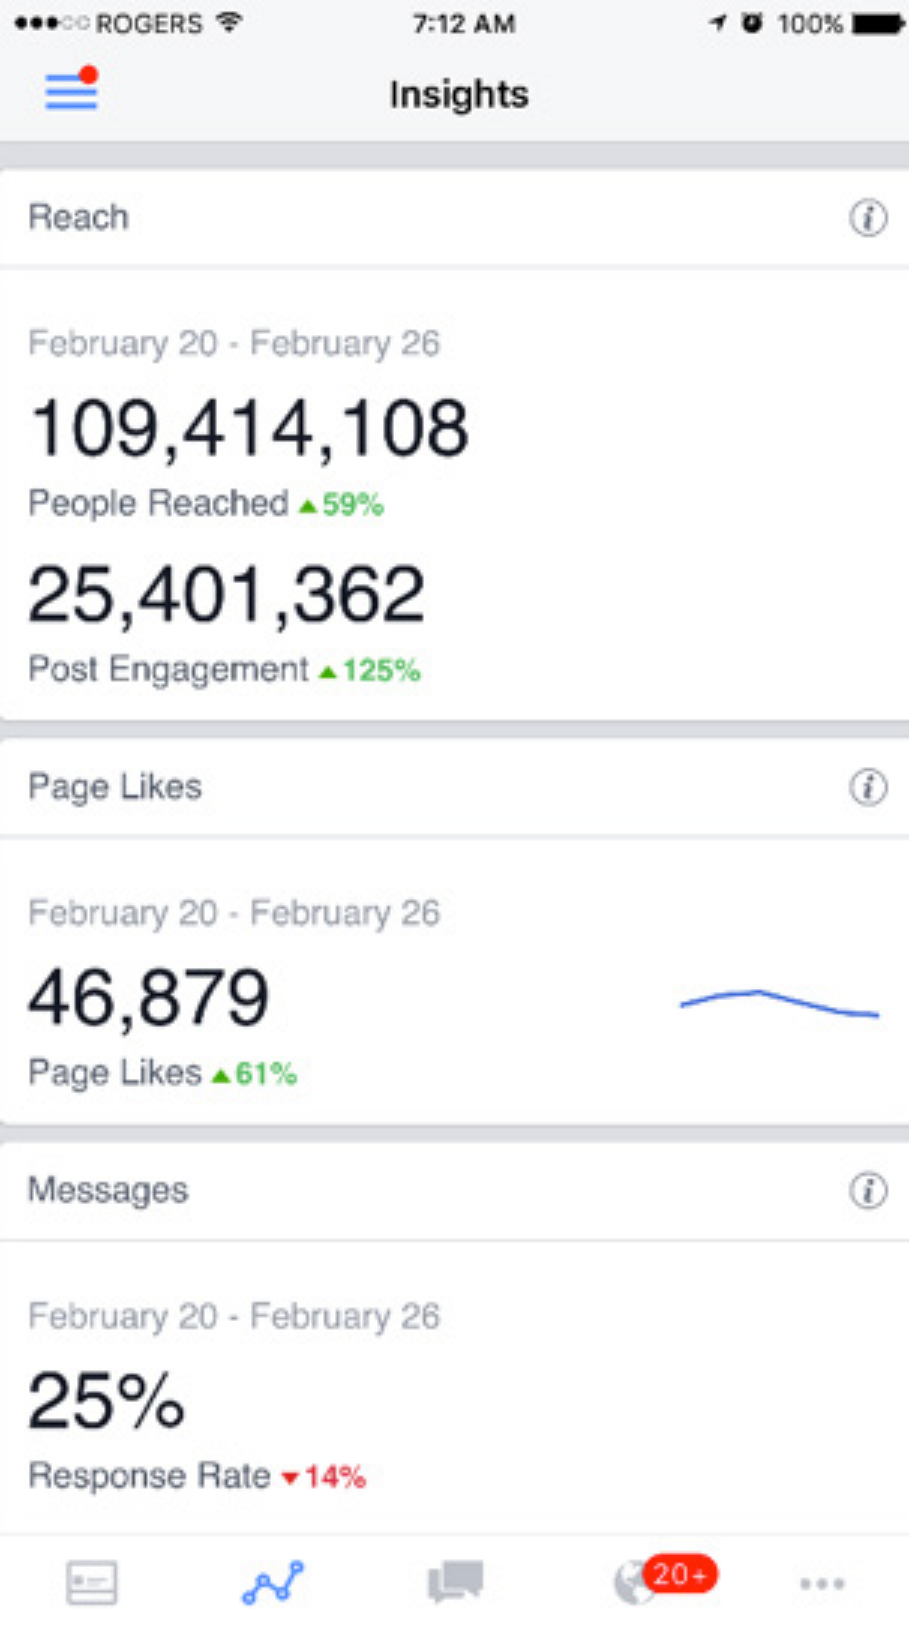 ROGERS 7:12 AM 100%
Insights
Reach
February 20 - February 26
109,414,108
People Reached ▲59%
25,401,362
Post Engagement ▲125%
Page Likes
February 20 - February 26
46,879
Page Likes ▲61%
Messages
February 20 - February 26
25%
Response Rate ▼14%
20+